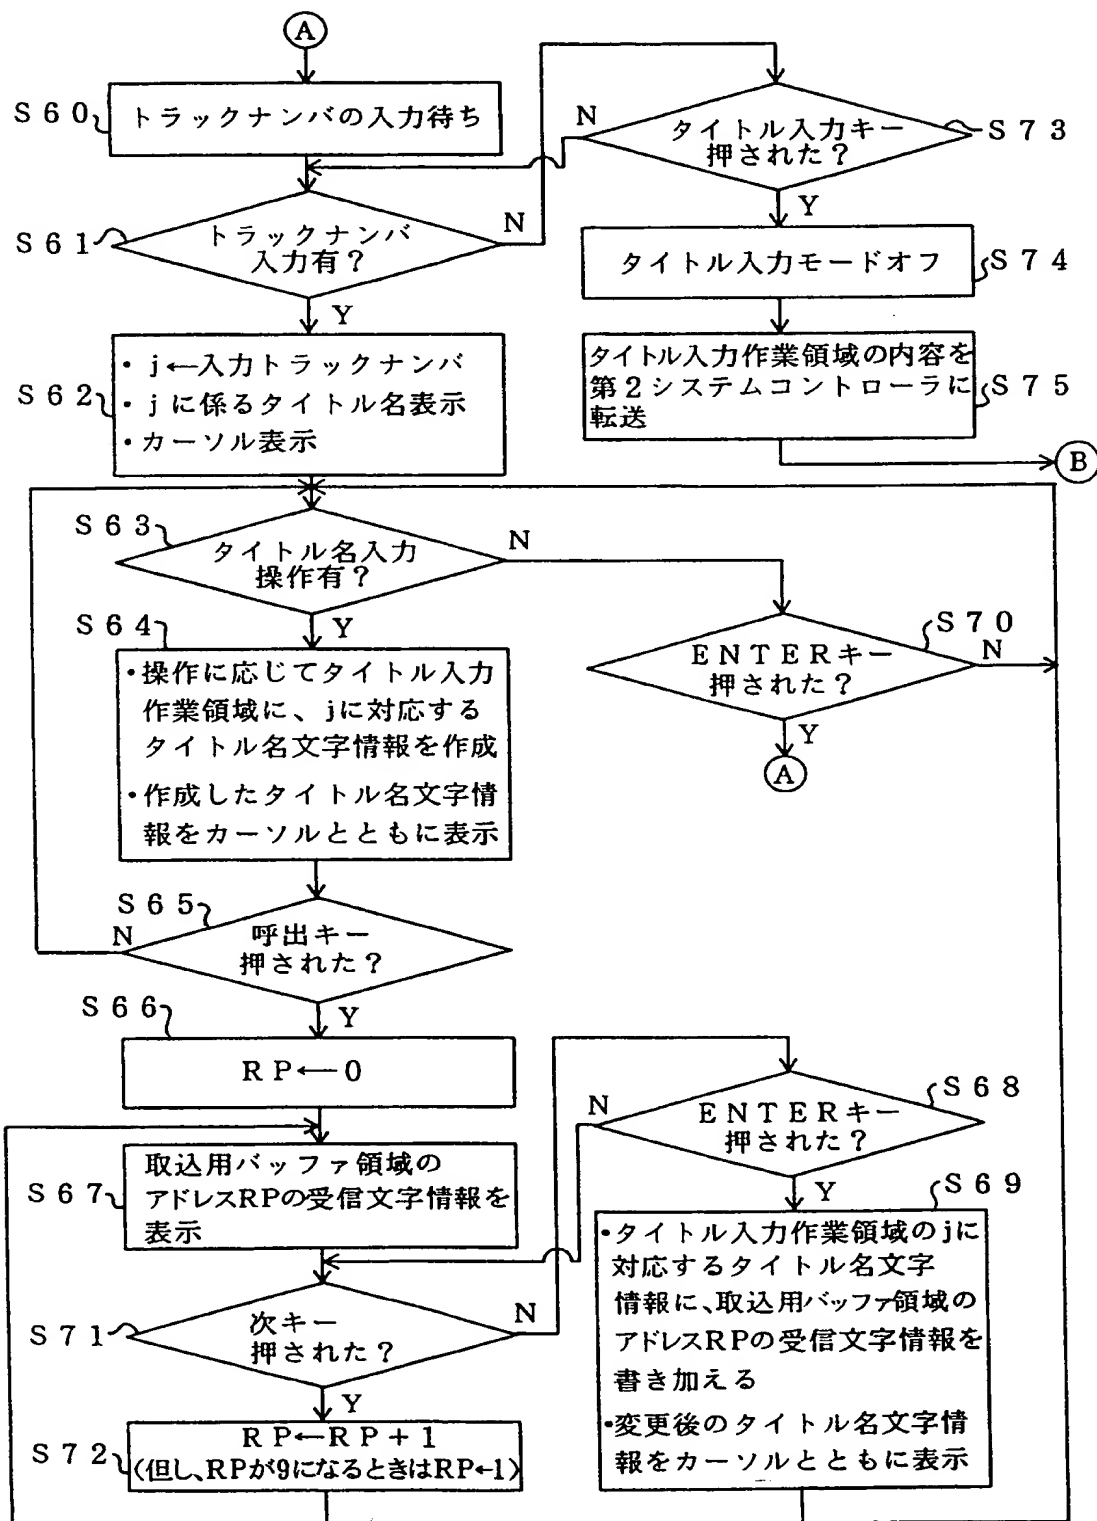 A
S60
トラックナンバの入力待ち
S61
トラックナンバ
入力有？
N
Y
S62
・j←入力トラックナンバ
・jに係るタイトル名表示
・カーソル表示
S73
タイトル入力キー
押された？
N
Y
S74
タイトル入力モードオフ
S75
タイトル入力作業領域の内容を
第2システムコントローラに
転送
B
S63
タイトル名入力
操作有？
N
Y
S64
・操作に応じてタイトル入力
作業領域に、jに対応する
タイトル名文字情報を作成
・作成したタイトル名文字情
報をカーソルとともに表示
S70
ENTERキー
押された？
N
Y
A
S65
呼出キー
押された？
N
Y
S66
RP←0
S67
取込用バッファ領域の
アドレスRPの受信文字情報を
表示
S71
次キー
押された？
N
Y
S72
RP←RP+1
(但し、RPが9になるときはRP←1)
S68
ENTERキー
押された？
N
Y
S69
・タイトル入力作業領域のjに
対応するタイトル名文字
情報に、取込用バッファ領域の
アドレスRPの受信文字情報を
書き加える
・変更後のタイトル名文字情
報をカーソルとともに表示